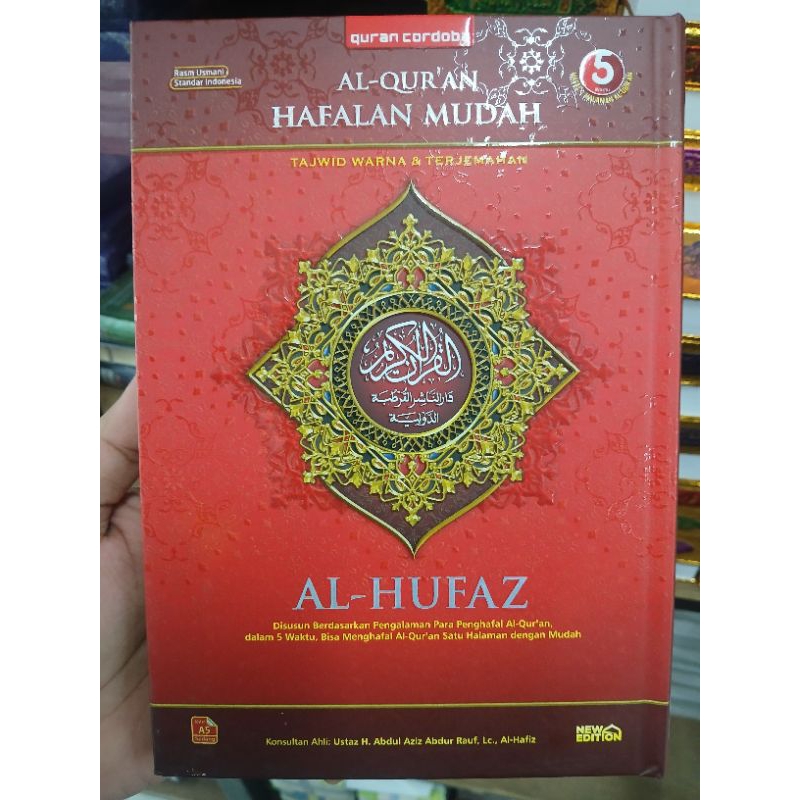 quran cordoba
Rasm Usmani
Standar Indonesia
AL-QUR'AN
HAFALAN MUDAH
5
TAJWID WARNA & TERJEMAHAN
القرآن الكريم
دار الناشر القرطبة
الدولية
AL-HUFAZ
Disusun Berdasarkan Pengalaman Para Penghafal Al-Qur'an,
dalam 5 Waktu, Bisa Menghafal Al-Qur'an Satu Halaman dengan Mudah
A5
Konsultan Ahli: Ustaz H. Abdul Aziz Abdur Rauf, Lc., Al-Hafiz
NEW
EDITION